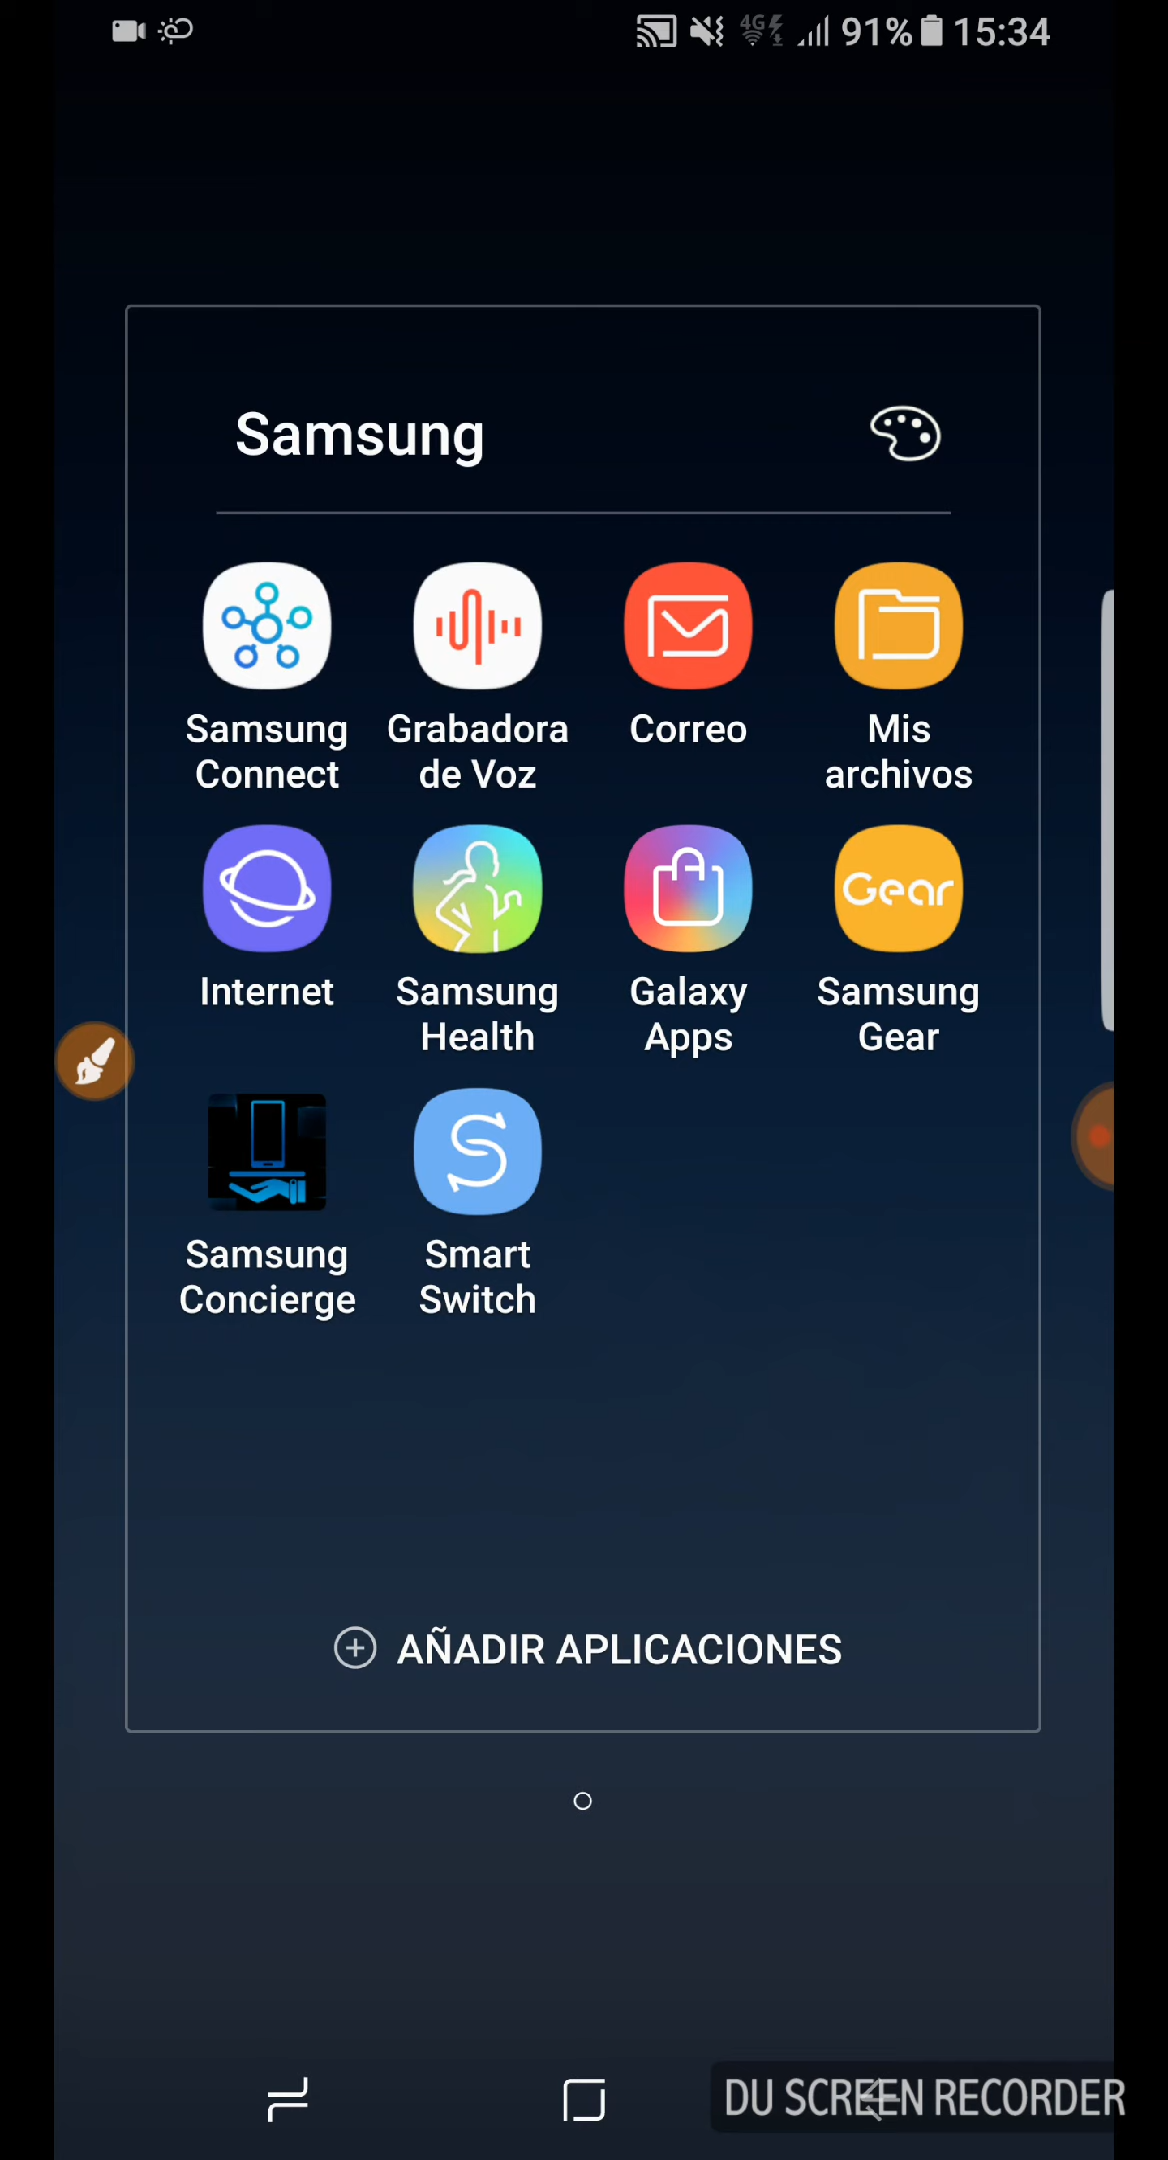 4G 91% 15:34
Samsung
Samsung Grabadora Correo Mis
Connect de Voz archivos
Gear
Internet Samsung Galaxy Samsung
Health Apps Gear
Samsung Smart
Concierge Switch
AÑADIR APLICACIONES
DU SCREEN RECORDER